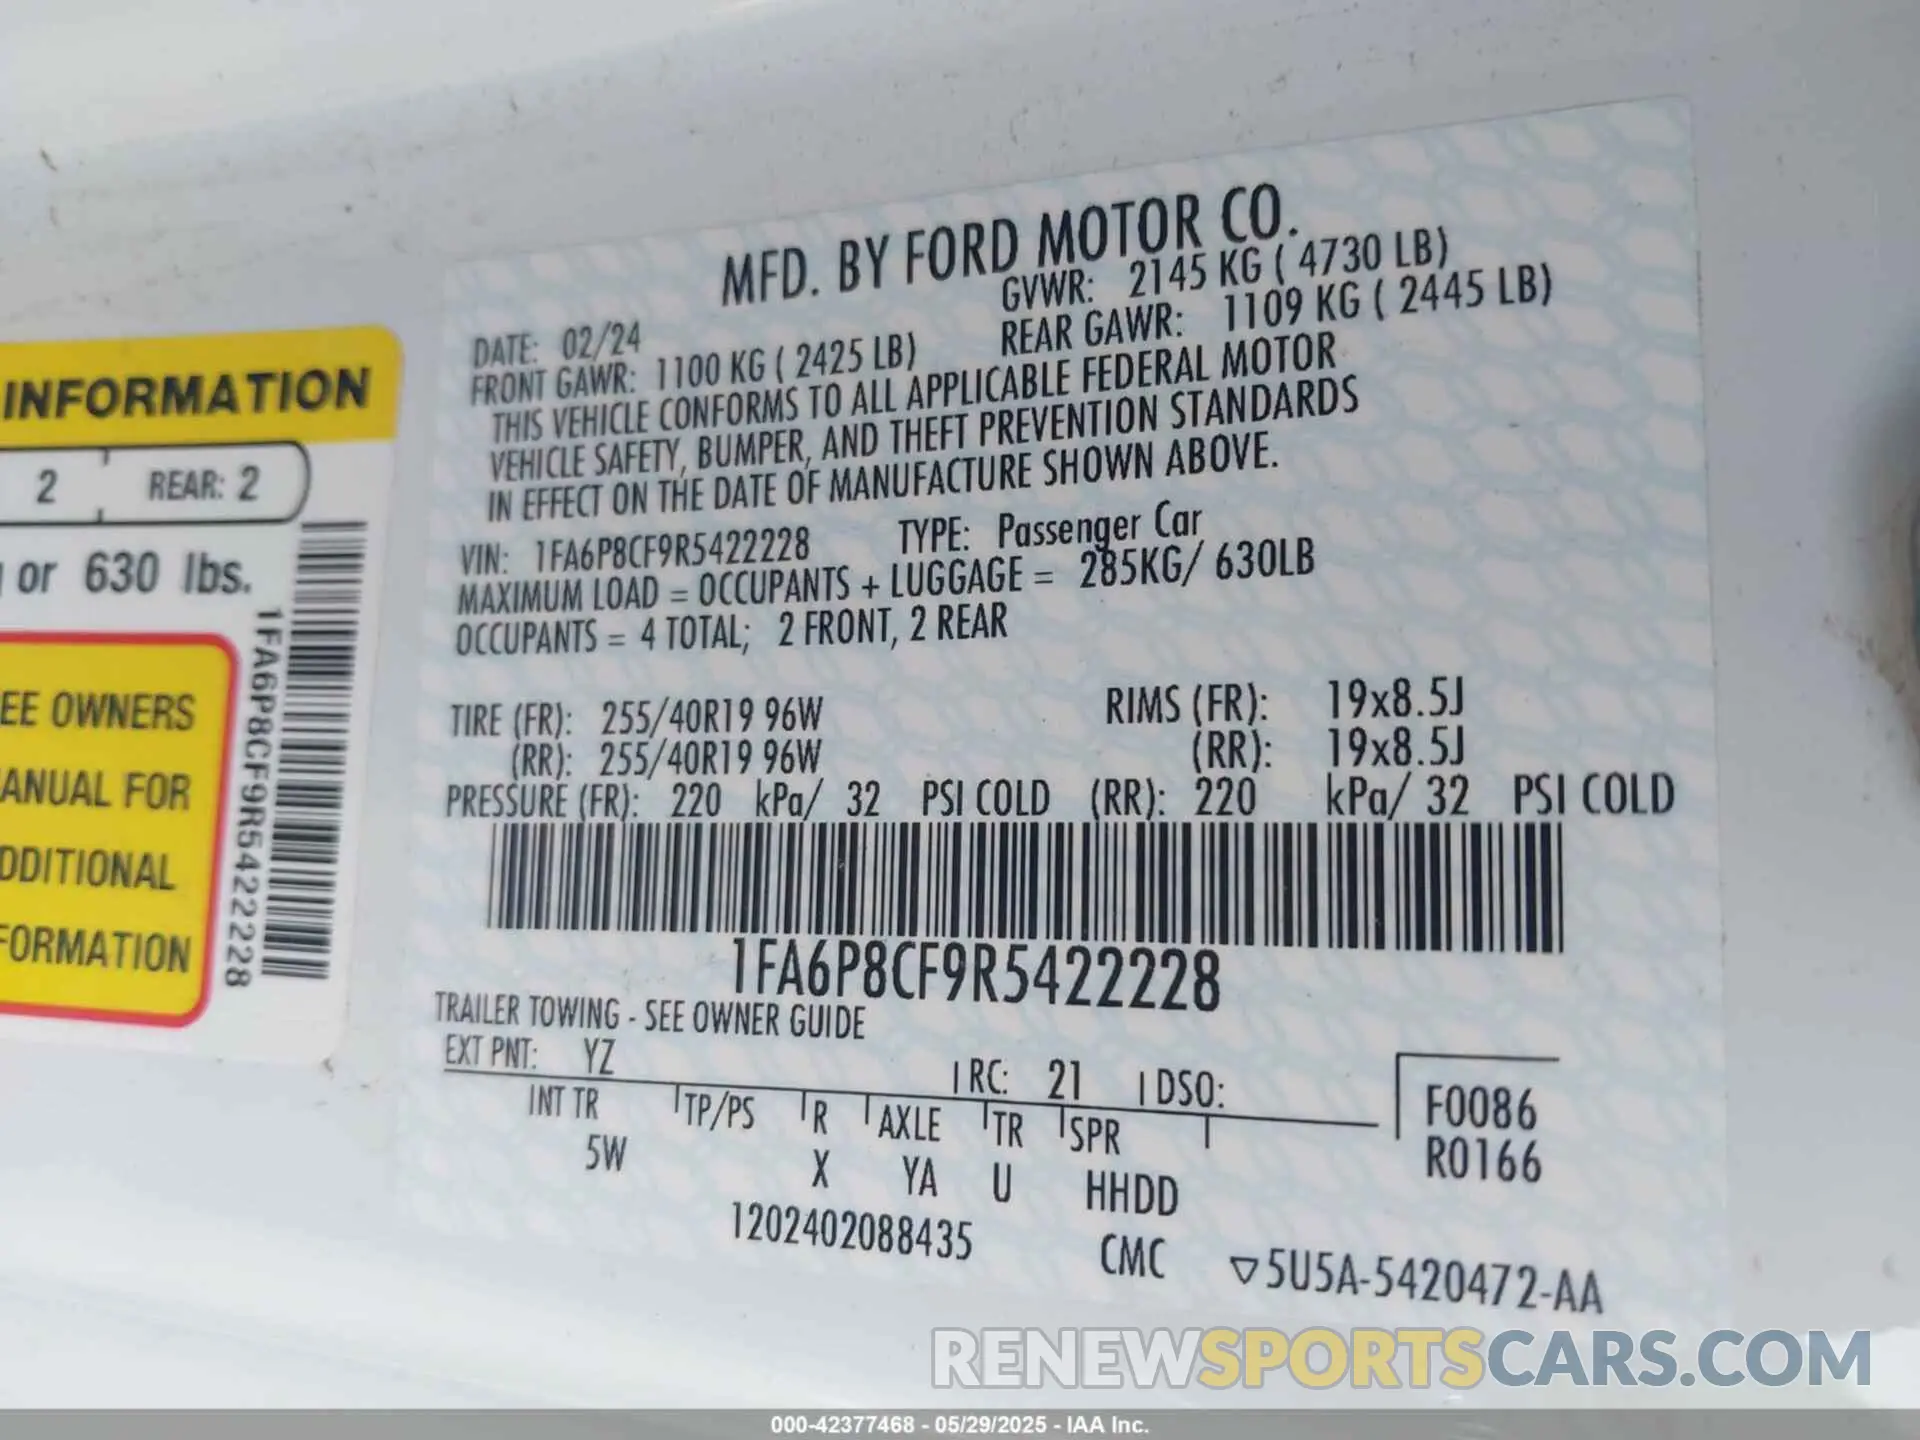 INFORMATION
2 REAR: 2
or 630 lbs.
EE OWNERS
ANUAL FOR
DDITIONAL
FORMATION
1FA6P8CF9R5422228
MFD. BY FORD MOTOR CO.
DATE: 02/24 GVWR: 2145 KG ( 4730 LB)
FRONT GAWR: 1100 KG ( 2425 LB) REAR GAWR: 1109 KG ( 2445 LB)
THIS VEHICLE CONFORMS TO ALL APPLICABLE FEDERAL MOTOR
VEHICLE SAFETY, BUMPER, AND THEFT PREVENTION STANDARDS
IN EFFECT ON THE DATE OF MANUFACTURE SHOWN ABOVE.
VIN: 1FA6P8CF9R5422228 TYPE: Passenger Car
MAXIMUM LOAD = OCCUPANTS + LUGGAGE = 285KG/ 630LB
OCCUPANTS = 4 TOTAL; 2 FRONT, 2 REAR
TIRE (FR): 255/40R19 96W RIMS (FR): 19x8.5J
(RR): 255/40R19 96W (RR): 19x8.5J
PRESSURE (FR): 220 kPa/ 32 PSI COLD (RR): 220 kPa/ 32 PSI COLD
1FA6P8CF9R5422228
TRAILER TOWING - SEE OWNER GUIDE
EXT PNT: YZ RC: 21 DSO:
INT TR TP/PS R AXLE TR SPR
5W X YA U HHDD
F0086
R0166
1202402088435 CMC ▽5U5A-5420472-AA
RENEWSPORTSCARS.COM
000-42377468 - 05/29/2025 - IAA Inc.